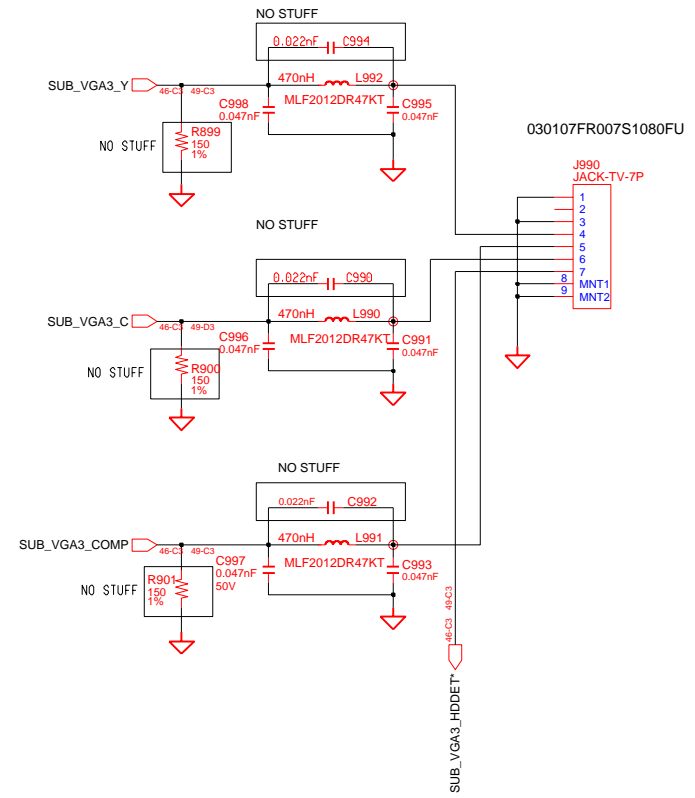 NO STUFF
0.022nF C994
SUB_VGA3_Y
46-C3 49-C3
470nH L992
MLF2012DR47KT
C998
0.047nF
C995
0.047nF
NO STUFF
R899
150
1%
030107FR007S1080FU
J990
JACK-TV-7P
1
2
3
4
5
6
7
8 MNT1
9 MNT2
NO STUFF
0.022nF C990
SUB_VGA3_C
46-C3 49-D3
470nH L990
MLF2012DR47KT
C996
0.047nF
C991
0.047nF
NO STUFF
R900
150
1%
NO STUFF
0.022nF C992
SUB_VGA3_COMP
46-C3 49-C3
470nH L991
MLF2012DR47KT
C997
0.047nF
50V
C993
0.047nF
NO STUFF
R901
150
1%
46-C3 49-C3
SUB_VGA3_HDDET*